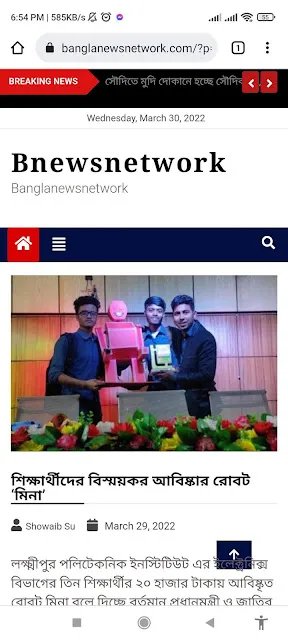 6:54 PM | 585KB/s
55
banglanewsnetwork.com/?p=
1
BREAKING NEWS
সৌদিতে মুদি দোকানে হচ্ছে
Wednesday, March 30, 2022
Bnewsnetwork
Banglanewsnetwork
শিক্ষার্থীদের বিস্ময়কর আবিষ্কার রোবট
‘মিনা’
Showaib Su March 29, 2022
লক্ষ্মীপুর পলিটেকনিক ইনস্টিটিউট এর ইলেক্ট্রনিক্স
বিভাগের তিন শিক্ষার্থীর ২০ হাজার টাকায় আবিষ্কৃত
রোবট মিনা বলে দিচ্ছে বর্তমান প্রধানমন্ত্রী ও জাতির